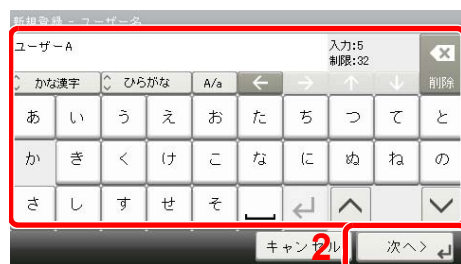 新規登録 - ユーザー名
ユーザーA
入力:5
制限:32
かな漢字 ひらがな A/a ← → ↑ ↓ 削除
あ い う え お た ち つ て と
か き く け こ な に ぬ ね の
さ し す せ そ
キャンセル 2 次へ>